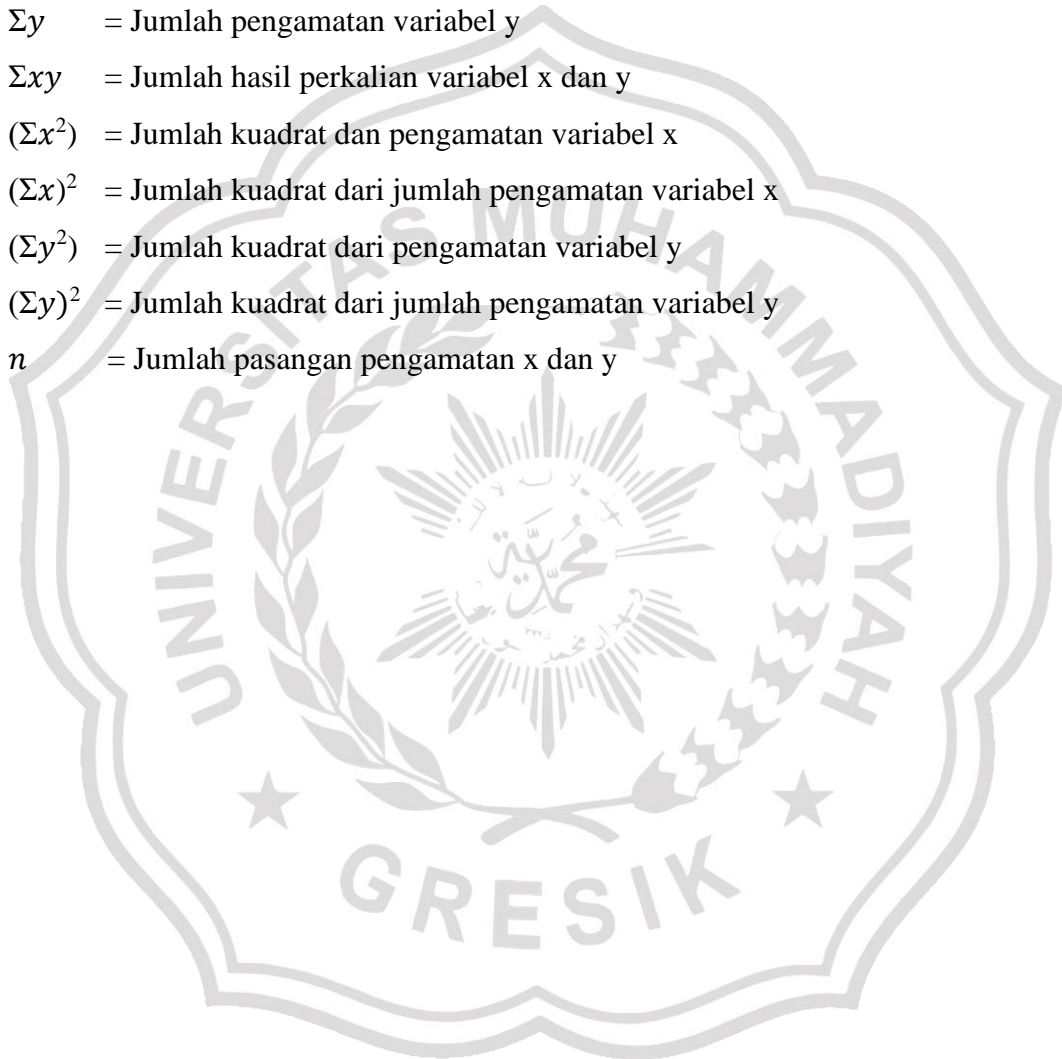 Σy = Jumlah pengamatan variabel y
Σxy = Jumlah hasil perkalian variabel x dan y
(Σx²) = Jumlah kuadrat dan pengamatan variabel x
(Σx)² = Jumlah kuadrat dari jumlah pengamatan variabel x
(Σy²) = Jumlah kuadrat dari pengamatan variabel y
(Σy)² = Jumlah kuadrat dari jumlah pengamatan variabel y
n = Jumlah pasangan pengamatan x dan y
UNIVERSITAS MUHAMMADIYAH
GRESIK